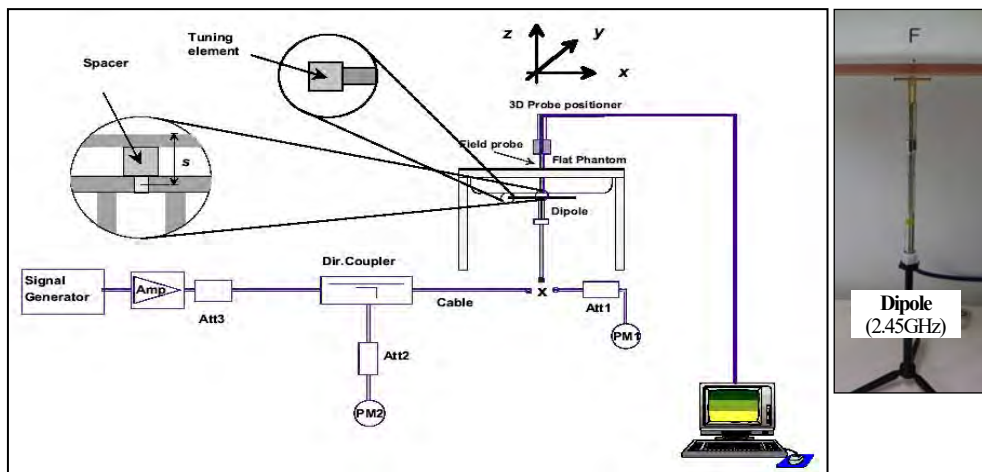 Tuning
element
Spacer
s
z
y
x
3D Probe positioner
Field probe
Flat Phantom
Dipole
Signal
Generator
Amp
Att3
Dir.Coupler
Cable
x
Att1
PM1
Att2
PM2
F
Dipole
(2.45GHz)